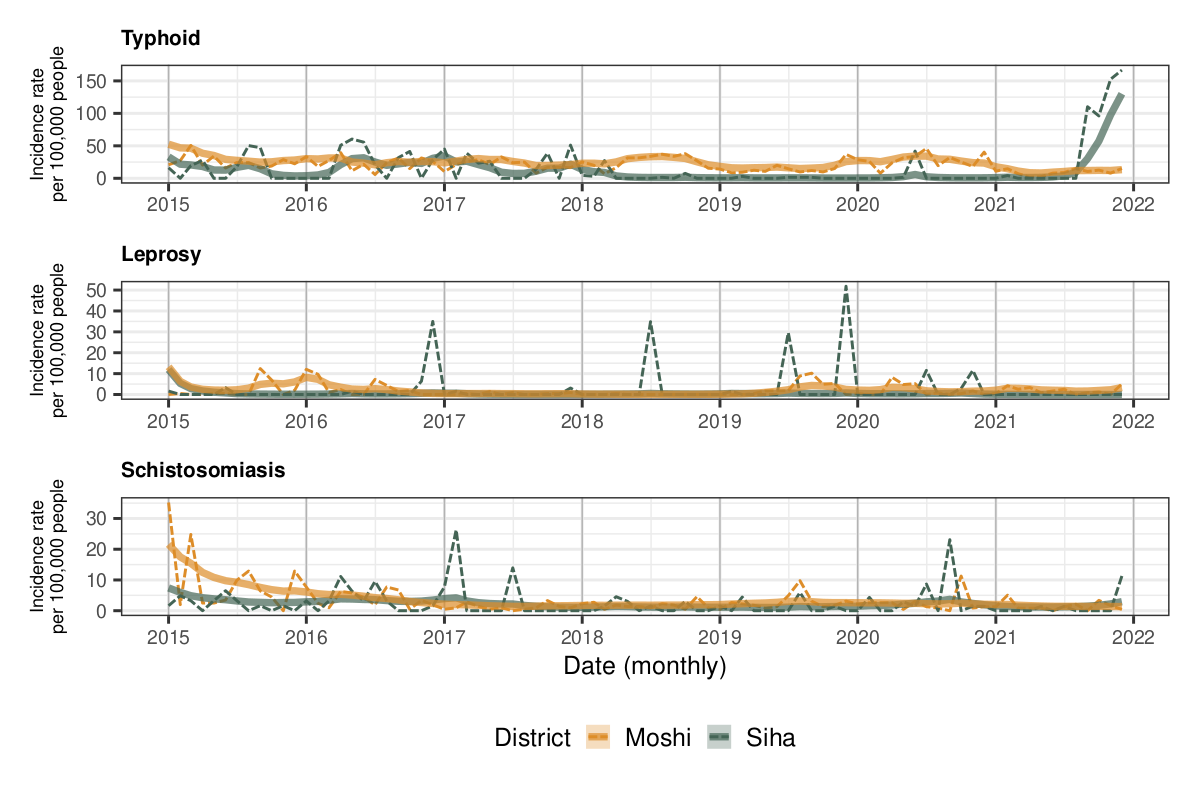 Typhoid
Incidence rate
per 100,000 people
150
100
50
0
2015 2016 2017 2018 2019 2020 2021 2022
Leprosy
Incidence rate
per 100,000 people
50
40
30
20
10
0
2015 2016 2017 2018 2019 2020 2021 2022
Schistosomiasis
Incidence rate
per 100,000 people
30
20
10
0
2015 2016 2017 2018 2019 2020 2021 2022
Date (monthly)
District Moshi Siha